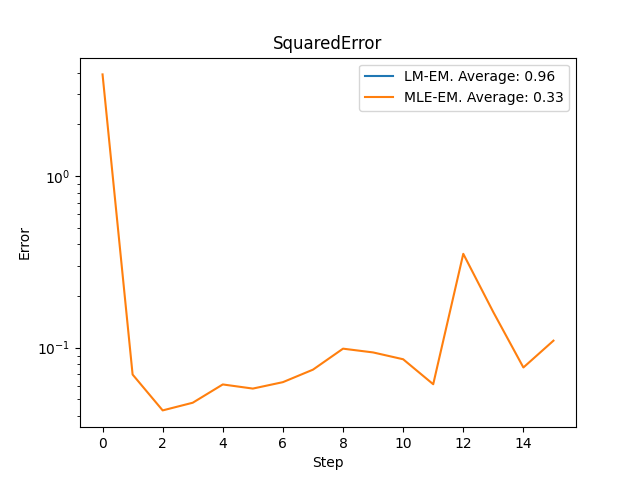 SquaredError
LM-EM. Average: 0.96
MLE-EM. Average: 0.33
10⁰
10⁻¹
Error
0 2 4 6 8 10 12 14
Step